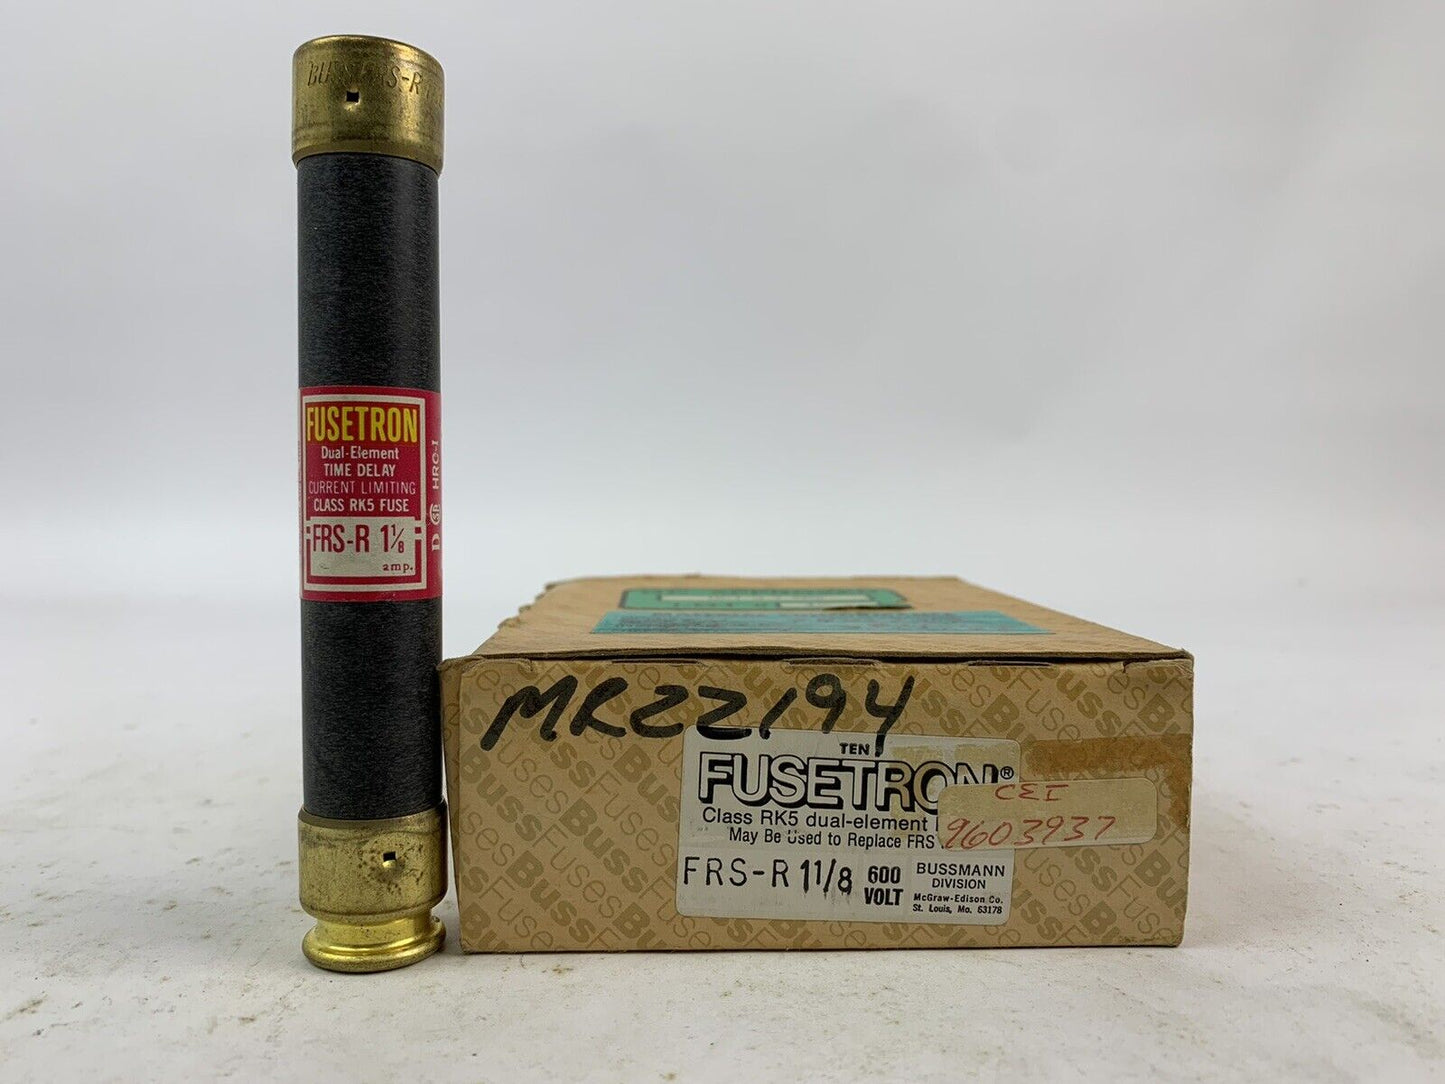 FUSETRON
Dual-Element
TIME DELAY
CURRENT LIMITING
CLASS RK5 FUSE
FRS-R 1⅛
amp.
D HRC-I
MR22194
TEN
FUSETRON®
Class RK5 dual-element
May Be Used to Replace FRS
FRS-R 11/8 600 VOLT
BUSSMANN
DIVISION
McGraw-Edison Co.
St. Louis, Mo. 63178
CEI
9603937
Buss Fuses